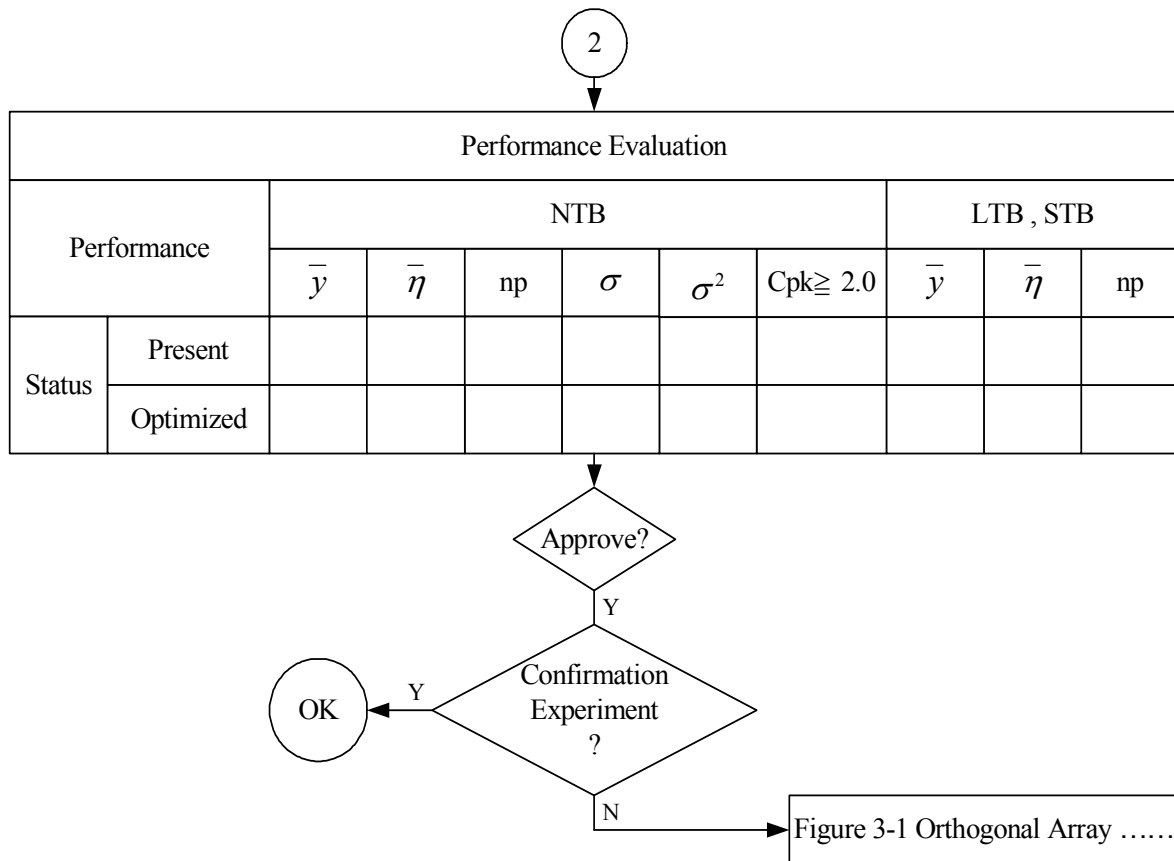 2
Performance Evaluation
Performance
NTB
LTB , STB
y̅
η̅
np
σ
σ²
Cpk≧ 2.0
y̅
η̅
np
Status
Present
Optimized
Approve?
Y
Confirmation
Experiment
?
Y
OK
N
Figure 3-1 Orthogonal Array ……